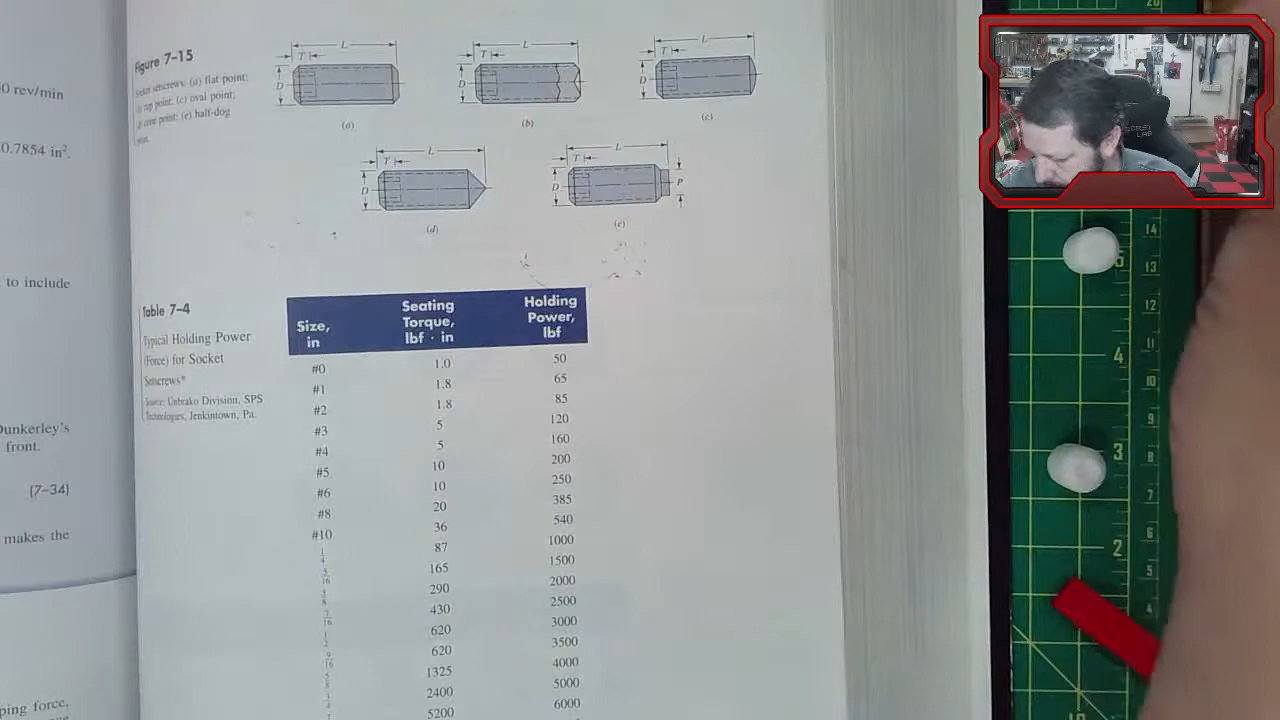 0 rev/min
0.7854 in².
to include
Dunkerley's
front.
(7–34)
makes the
ping force,
Figure 7–15
Socket setscrews: (a) flat point;
(b) cup point; (c) oval point;
(d) cone point; (e) half-dog
point.
L
T
D
(a)
L
T
D
(b)
L
T
D
(c)
L
T
D
(d)
L
T
D
P
(e)
Table 7–4
Typical Holding Power
(Force) for Socket
Setscrews*
Source: Unbrako Division, SPS
Technologies, Jenkintown, Pa.
Size, in Seating Torque, lbf · in Holding Power, lbf
#0 1.0 50
#1 1.8 65
#2 1.8 85
#3 5 120
#4 5 160
#5 10 200
#6 10 250
#8 20 385
#10 36 540
1/4 87 1000
5/16 165 1500
3/8 290 2000
7/16 430 2500
1/2 620 3000
9/16 620 3500
5/8 1325 4000
3/4 2400 5000
5200 6000
14
13
12
4
11
10
9
3
8
7
6
2
5
4